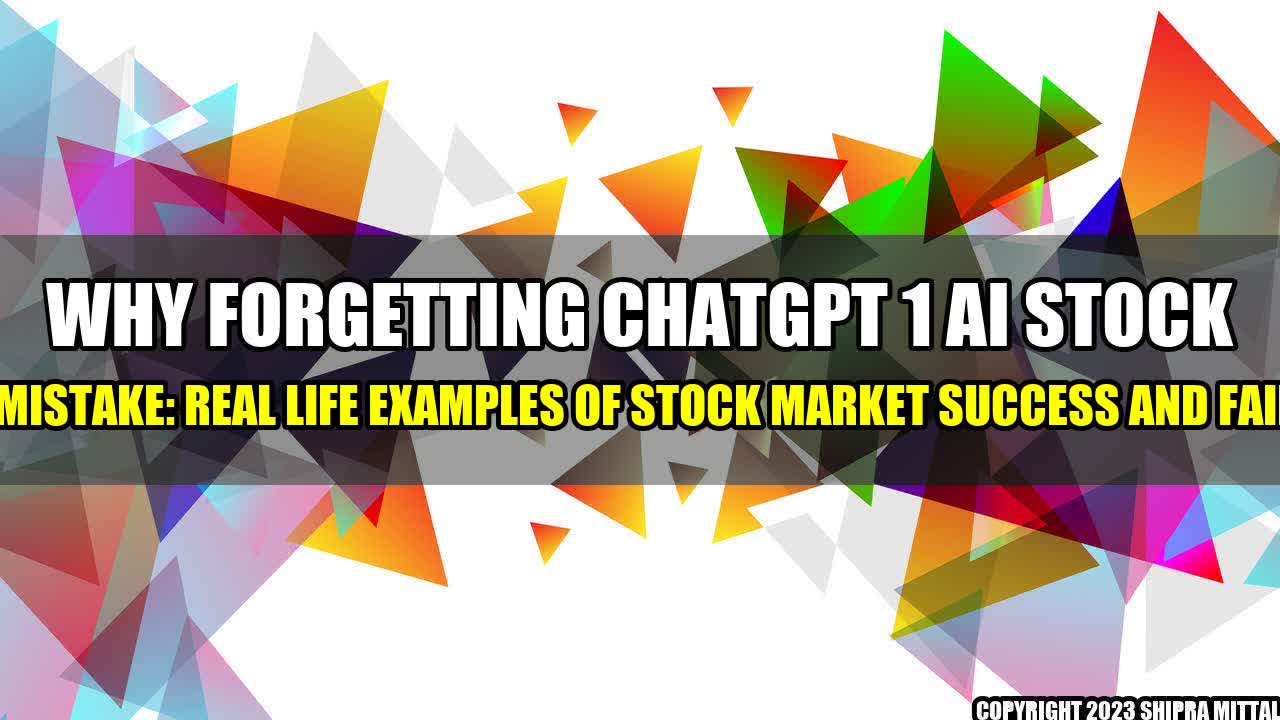 WHY FORGETTING CHATGPT 1 AI STOCK
MISTAKE: REAL LIFE EXAMPLES OF STOCK MARKET SUCCESS AND FAI
COPYRIGHT 2023 SHIPRA MITTAL